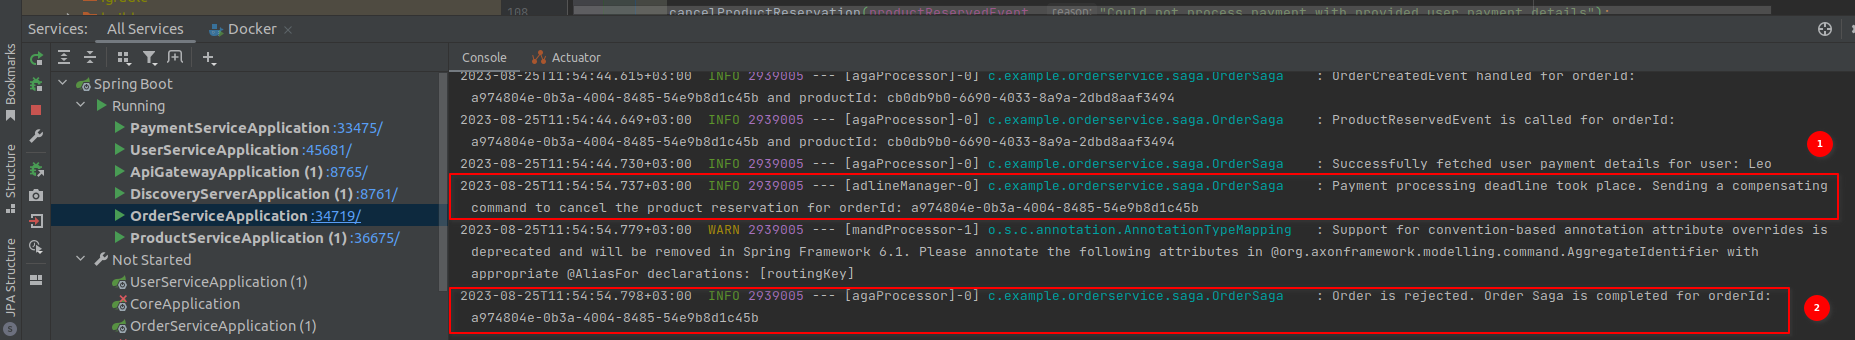 108
cancelProductReservation(productReservedEvent, reason: "Could not process payment with provided user payment details");
Services:
All Services
Docker
Console
Actuator
Bookmarks
Structure
JPA Structure
Spring Boot
Running
PaymentServiceApplication :33475/
UserServiceApplication :45681/
ApiGatewayApplication (1) :8765/
DiscoveryServerApplication (1) :8761/
OrderServiceApplication :34719/
ProductServiceApplication (1) :36675/
Not Started
UserServiceApplication (1)
CoreApplication
OrderServiceApplication (1)
2023-08-25T11:54:44.615+03:00 INFO 2939005 --- [agaProcessor]-0] c.example.orderservice.saga.OrderSaga : OrderCreatedEvent handled for orderId:
a974804e-0b3a-4004-8485-54e9b8d1c45b and productId: cb0db9b0-6690-4033-8a9a-2dbd8aaf3494
2023-08-25T11:54:44.649+03:00 INFO 2939005 --- [agaProcessor]-0] c.example.orderservice.saga.OrderSaga : ProductReservedEvent is called for orderId:
a974804e-0b3a-4004-8485-54e9b8d1c45b and productId: cb0db9b0-6690-4033-8a9a-2dbd8aaf3494
1
2023-08-25T11:54:44.730+03:00 INFO 2939005 --- [agaProcessor]-0] c.example.orderservice.saga.OrderSaga : Successfully fetched user payment details for user: Leo
2023-08-25T11:54:54.737+03:00 INFO 2939005 --- [adlineManager-0] c.example.orderservice.saga.OrderSaga : Payment processing deadline took place. Sending a compensating
command to cancel the product reservation for orderId: a974804e-0b3a-4004-8485-54e9b8d1c45b
2023-08-25T11:54:54.779+03:00 WARN 2939005 --- [mandProcessor-1] o.s.c.annotation.AnnotationTypeMapping : Support for convention-based annotation attribute overrides is
deprecated and will be removed in Spring Framework 6.1. Please annotate the following attributes in @org.axonframework.modelling.command.AggregateIdentifier with
appropriate @AliasFor declarations: [routingKey]
2023-08-25T11:54:54.798+03:00 INFO 2939005 --- [agaProcessor]-0] c.example.orderservice.saga.OrderSaga : Order is rejected. Order Saga is completed for orderId:
a974804e-0b3a-4004-8485-54e9b8d1c45b
2